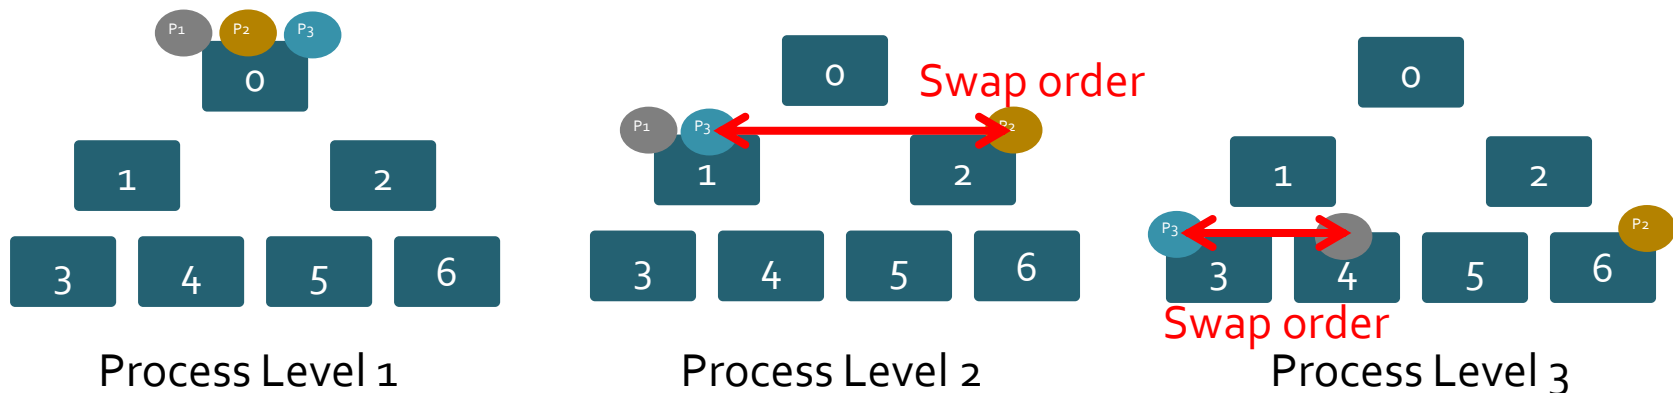 P1 P2 P3
0
1 2
3 4 5 6
Process Level 1
0
Swap order
P1 P3 P2
1 2
3 4 5 6
Process Level 2
0
1 2
P3 P2
3 4 5 6
Swap order
Process Level 3